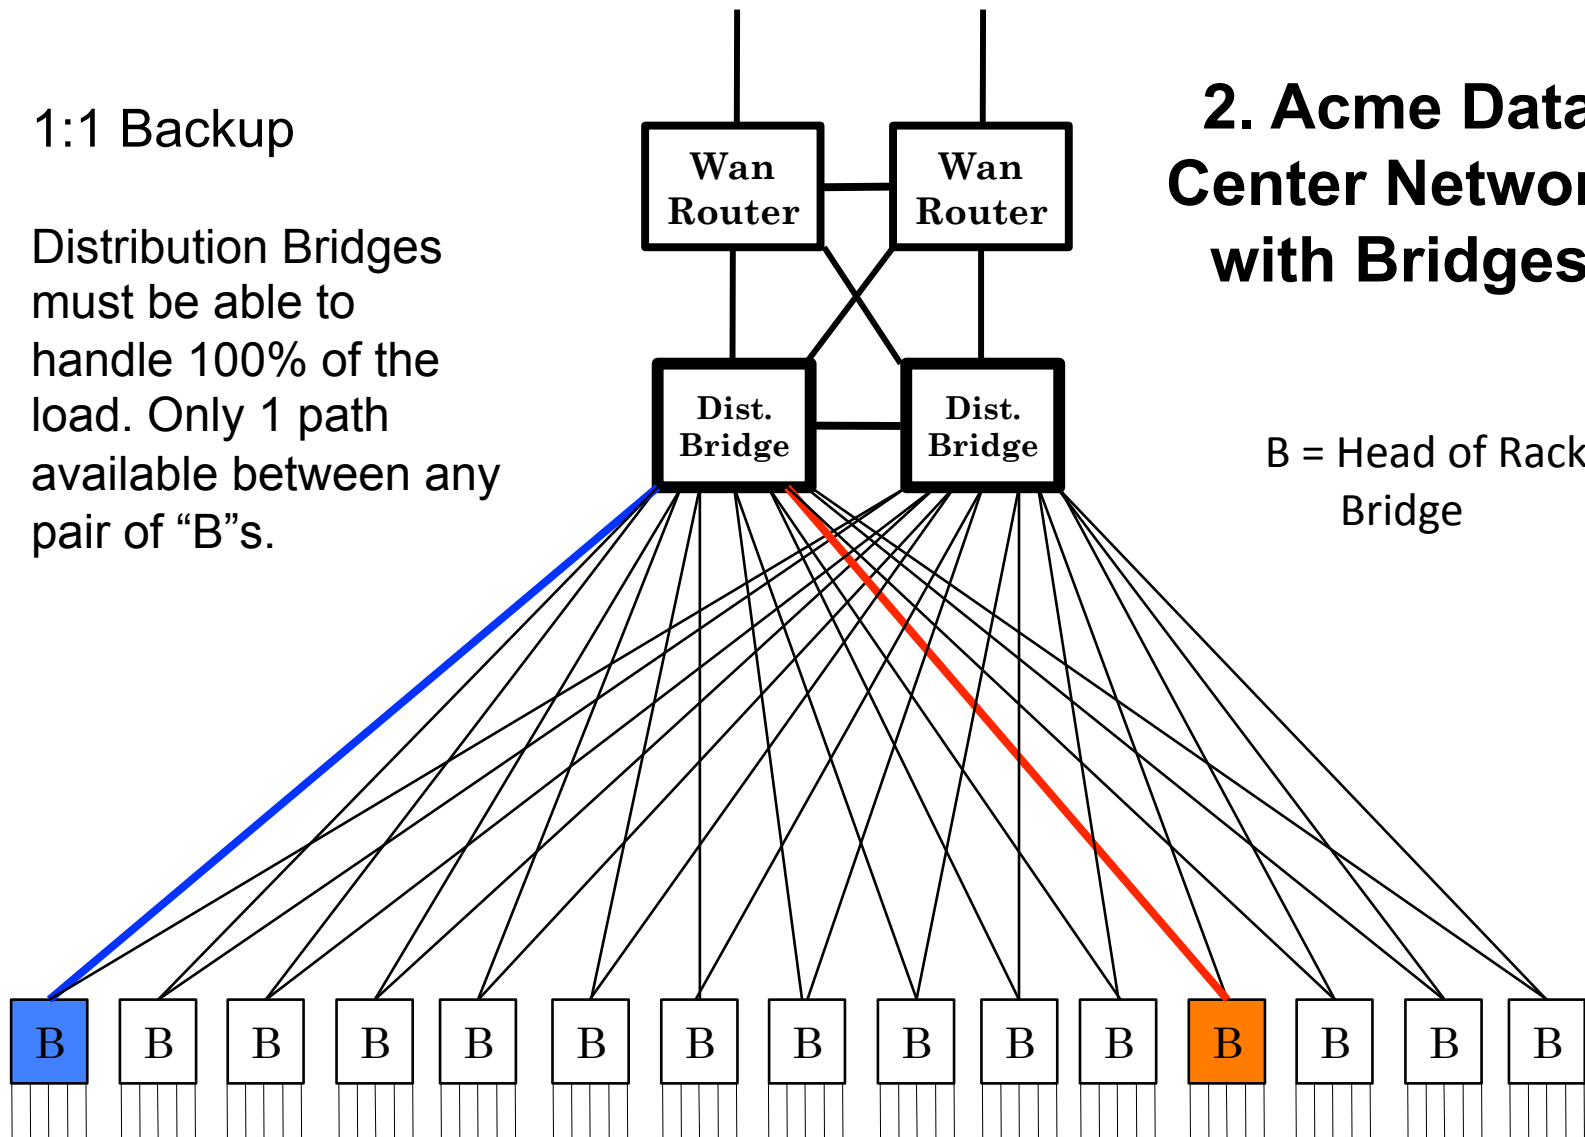 1:1 Backup
Distribution Bridges
must be able to
handle 100% of the
load. Only 1 path
available between any
pair of “B”s.
Wan
Router
Wan
Router
2. Acme Data
Center Networ
with Bridges
Dist.
Bridge
Dist.
Bridge
B = Head of Rack
Bridge
B B B B B B B B B B B B B B B